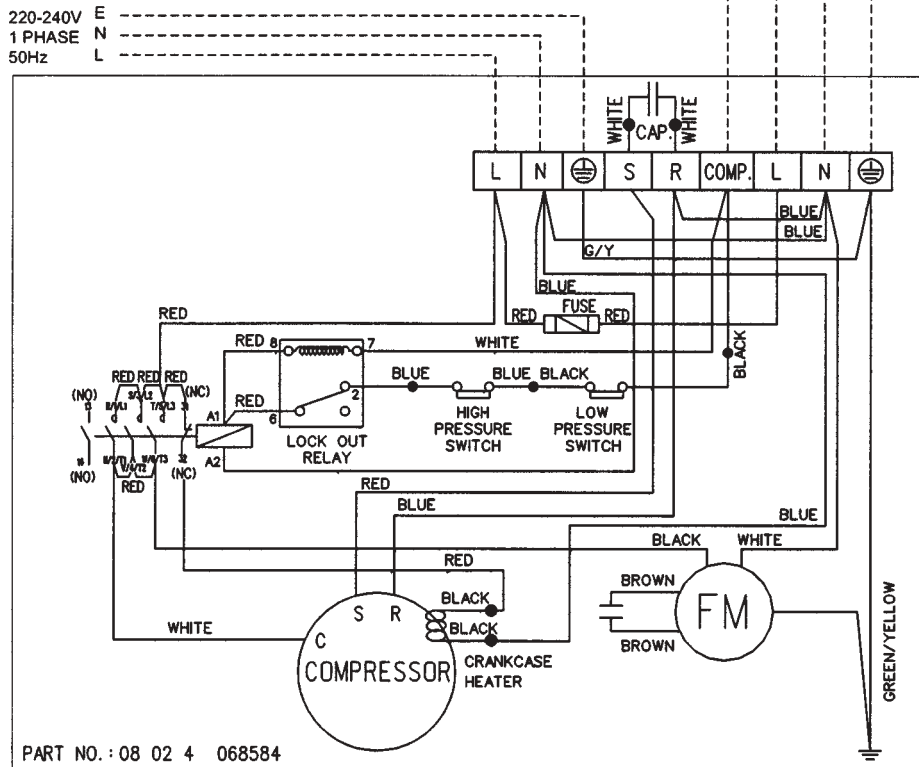 220-240V E
1 PHASE N
50Hz L
WHITE
CAP.
WHITE
L N S R COMP. L N
BLUE
BLUE
G/Y
BLUE
FUSE
RED RED
RED
RED 8 7 WHITE
BLACK
RED RED RED (NC)
(NO)
BLUE BLUE BLACK
2
RED
6
A1
HIGH
PRESSURE
SWITCH
LOW
PRESSURE
SWITCH
LOCK OUT
RELAY
A2
(NO)
(NC)
RED
RED
BLUE
BLUE
BLACK WHITE
RED
BROWN
FM
BLACK
S R
WHITE
C
BLACK
BROWN
COMPRESSOR
CRANKCASE
HEATER
GREEN/YELLOW
PART NO.: 08 02 4 068584